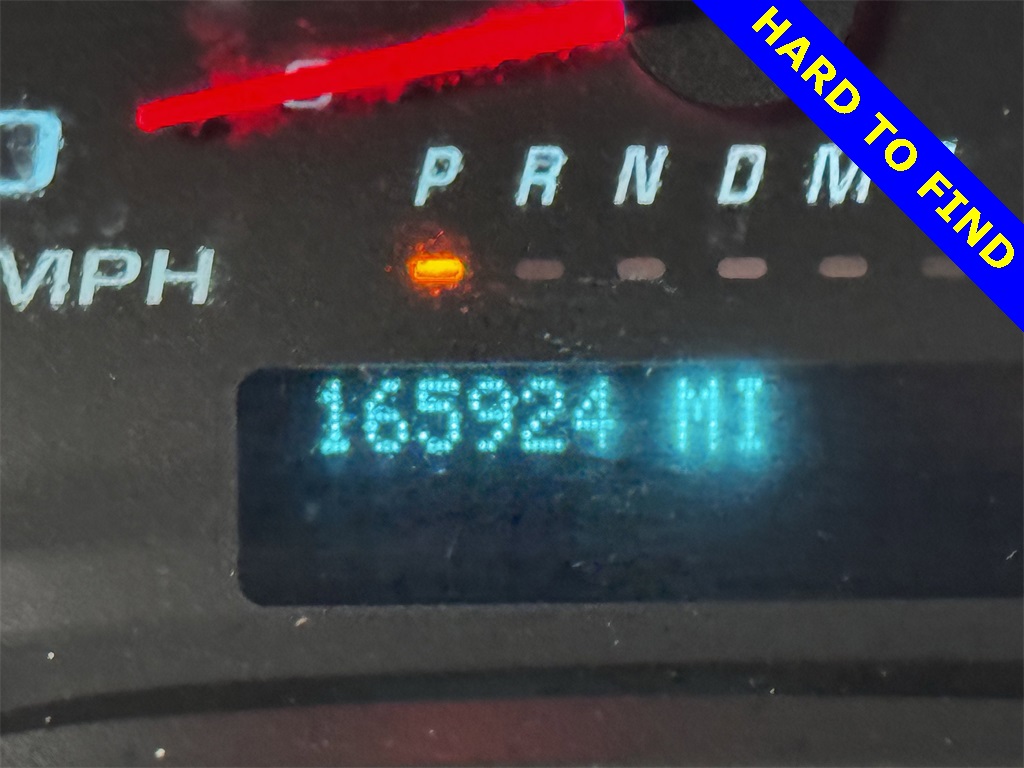 HARD TO FIND
P R N D M
MPH
165924 MI